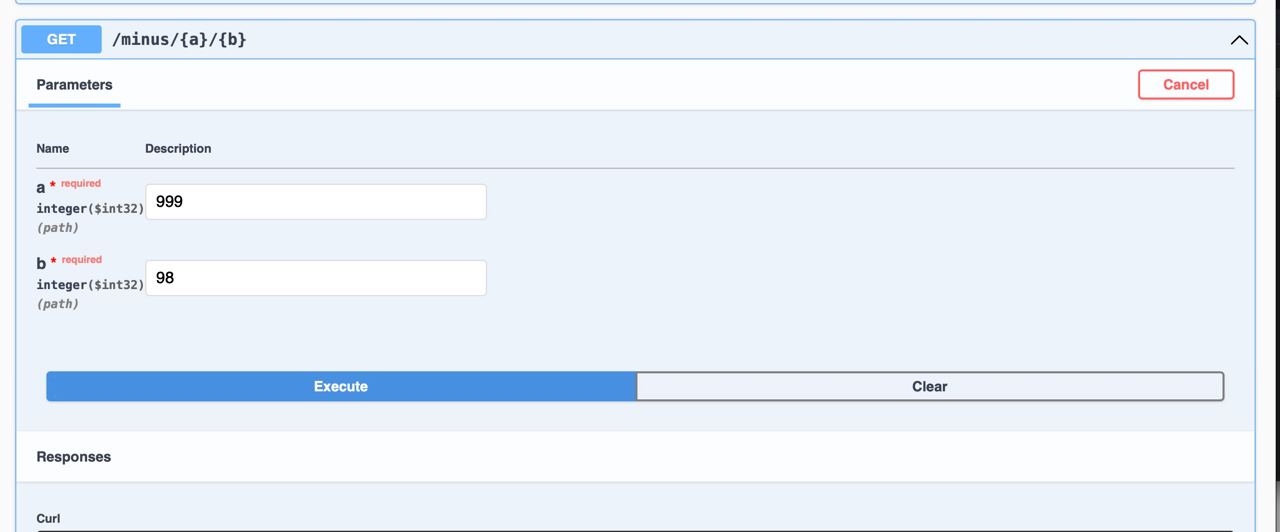 GET /minus/{a}/{b}
Parameters
Cancel
Name Description
a * required
integer($int32)
(path)
999
b * required
integer($int32)
(path)
98
Execute
Clear
Responses
Curl